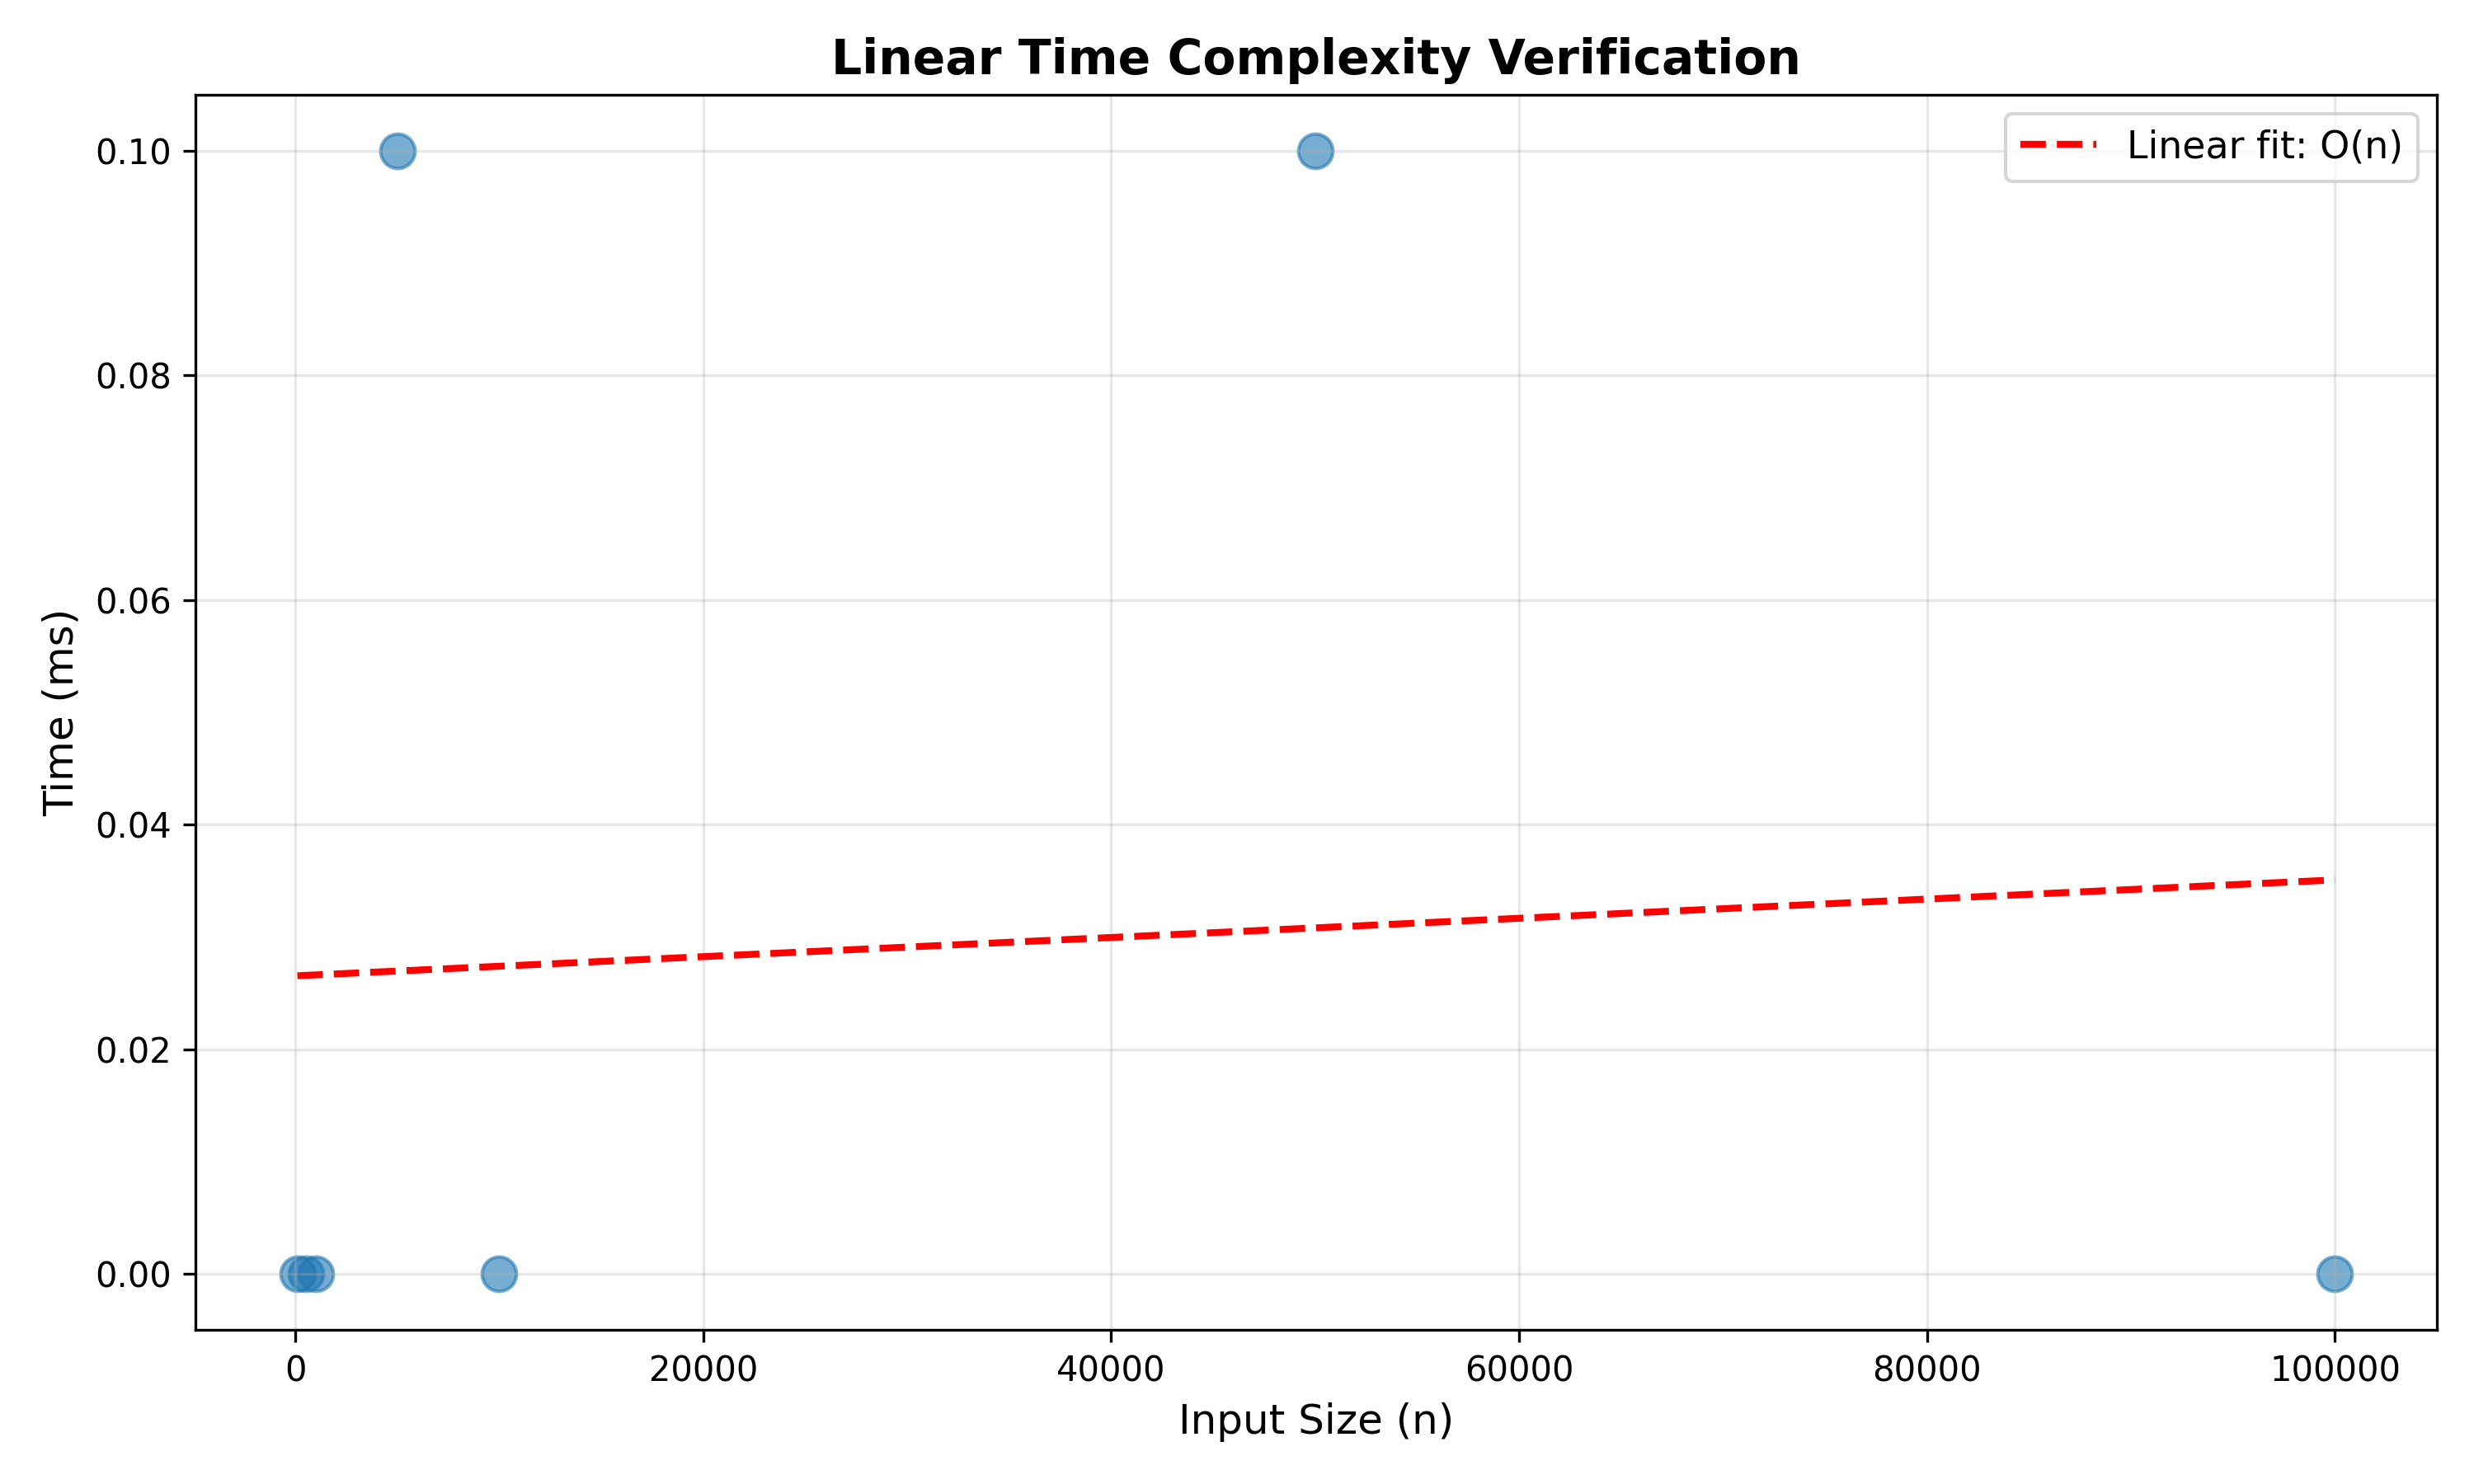 Linear Time Complexity Verification
Linear fit: O(n)
0.10
0.08
0.06
0.04
0.02
0.00
Time (ms)
0 20000 40000 60000 80000 100000
Input Size (n)